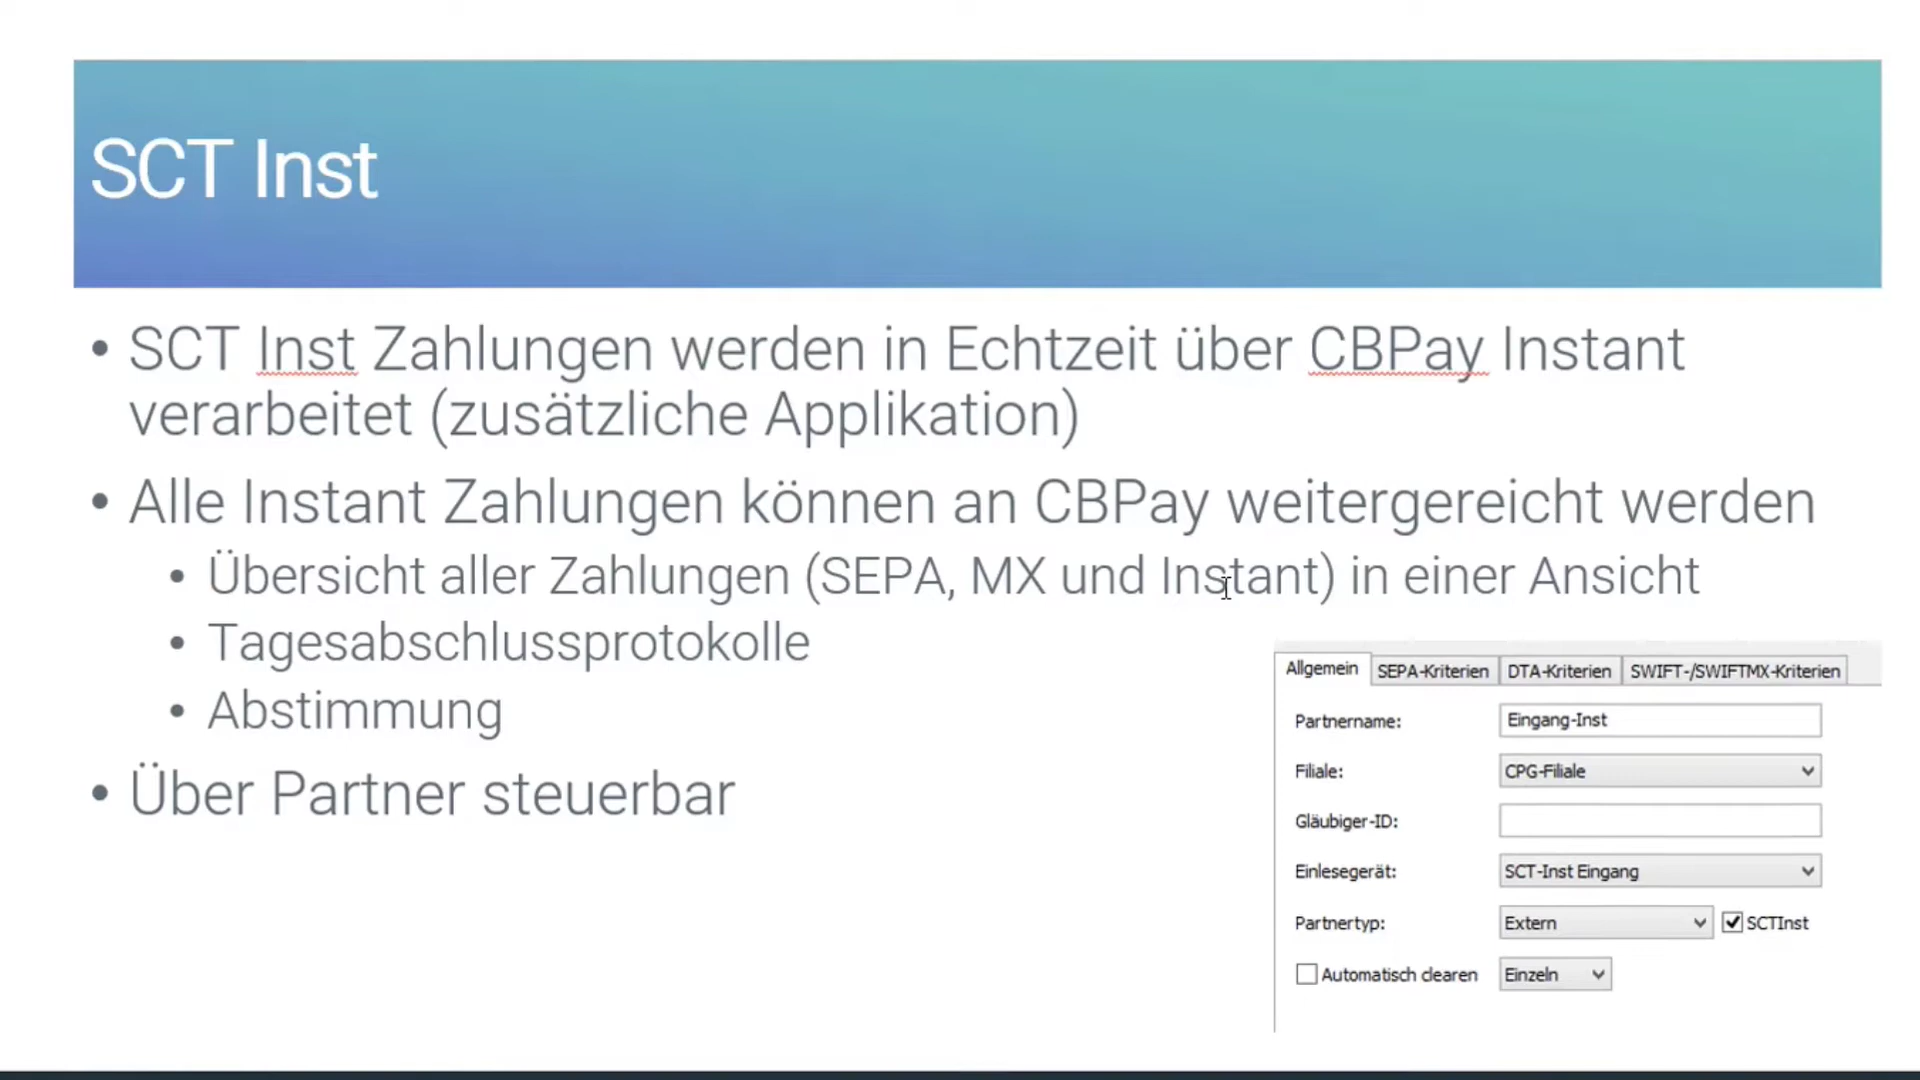 SCT Inst
• SCT Inst Zahlungen werden in Echtzeit über CBPay Instant
verarbeitet (zusätzliche Applikation)
• Alle Instant Zahlungen können an CBPay weitergereicht werden
• Übersicht aller Zahlungen (SEPA, MX und Instant) in einer Ansicht
• Tagesabschlussprotokolle
• Abstimmung
• Über Partner steuerbar
Allgemein SEPA-Kriterien DTA-Kriterien SWIFT-/SWIFTMX-Kriterien
Partnername: Eingang-Inst
Filiale: CPG-Filiale
Gläubiger-ID:
Einlesegerät: SCT-Inst Eingang
Partnertyp: Extern SCTInst
Automatisch clearen Einzeln